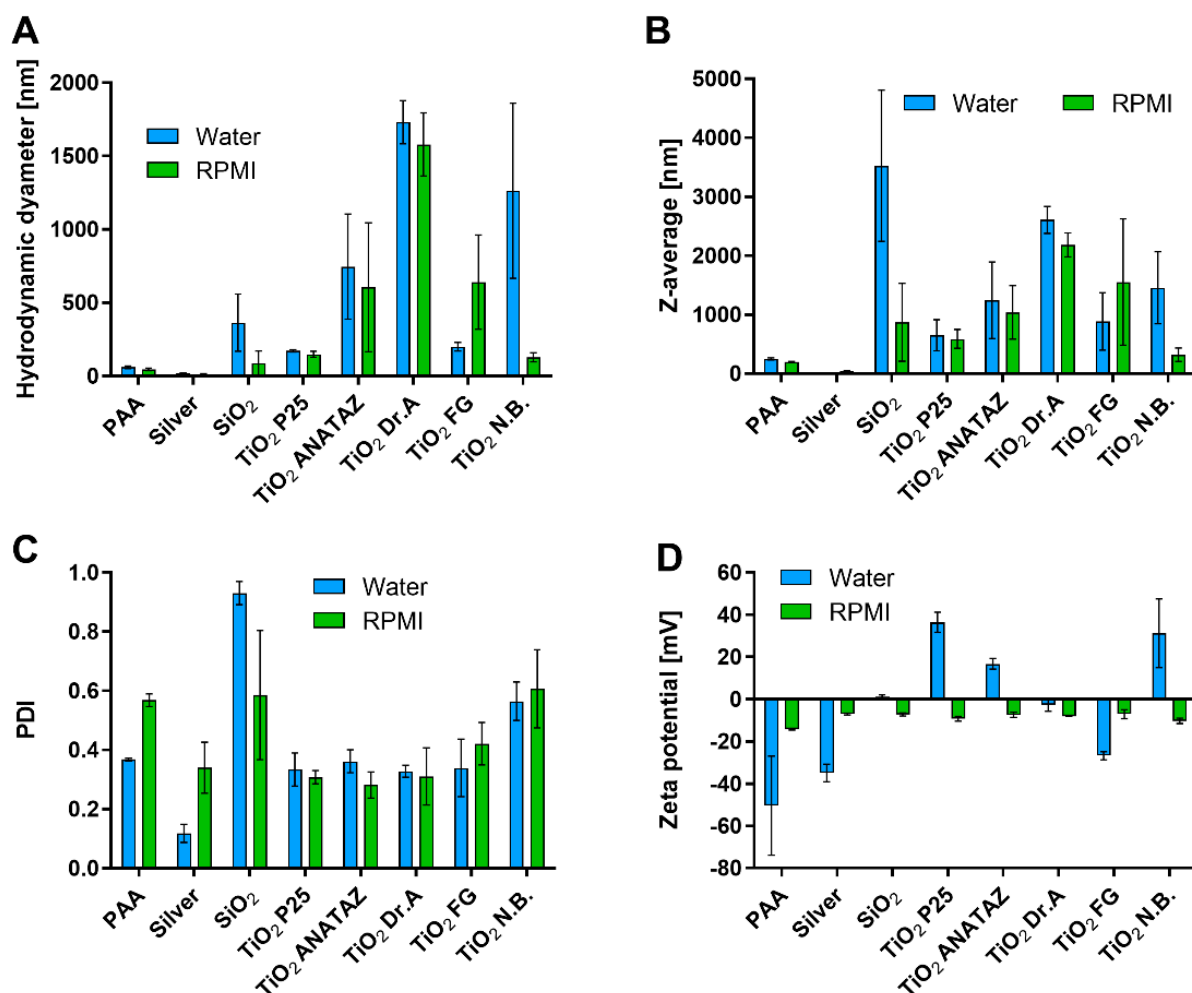 A
Hydrodynamic dyameter [nm]
2000
1500
1000
500
0
Water
RPMI
PAA
Silver
SiO₂
TiO₂ P25
TiO₂ ANATAZ
TiO₂ Dr.A
TiO₂ FG
TiO₂ N.B.
B
Z-average [nm]
5000
4000
3000
2000
1000
0
Water
RPMI
PAA
Silver
SiO₂
TiO₂ P25
TiO₂ ANATAZ
TiO₂ Dr.A
TiO₂ FG
TiO₂ N.B.
C
PDI
1.0
0.8
0.6
0.4
0.2
0.0
Water
RPMI
PAA
Silver
SiO₂
TiO₂ P25
TiO₂ ANATAZ
TiO₂ Dr.A
TiO₂ FG
TiO₂ N.B.
D
Zeta potential [mV]
60
40
20
0
-20
-40
-60
-80
Water
RPMI
PAA
Silver
SiO₂
TiO₂ P25
TiO₂ ANATAZ
TiO₂ Dr.A
TiO₂ FG
TiO₂ N.B.